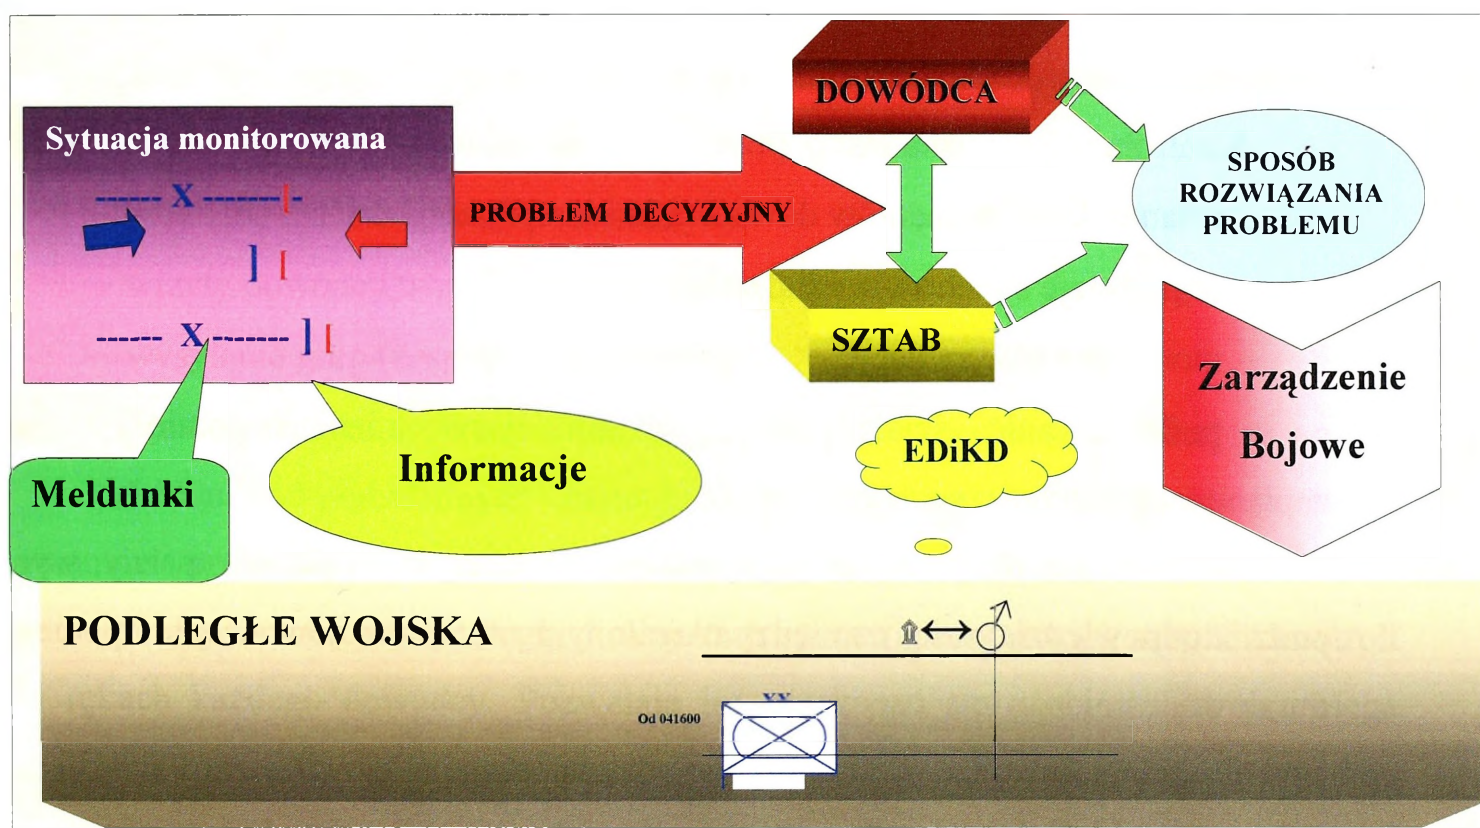 DOWÓDCA
Sytuacja monitorowana
------ X -------[-
] [
------ X ------- ] [
PROBLEM DECYZYJNY
SPOSÓB
ROZWIĄZANIA
PROBLEMU
SZTAB
Zarządzenie
Bojowe
EDiKD
Informacje
Meldunki
PODLEGŁE WOJSKA
XX
Od 041600